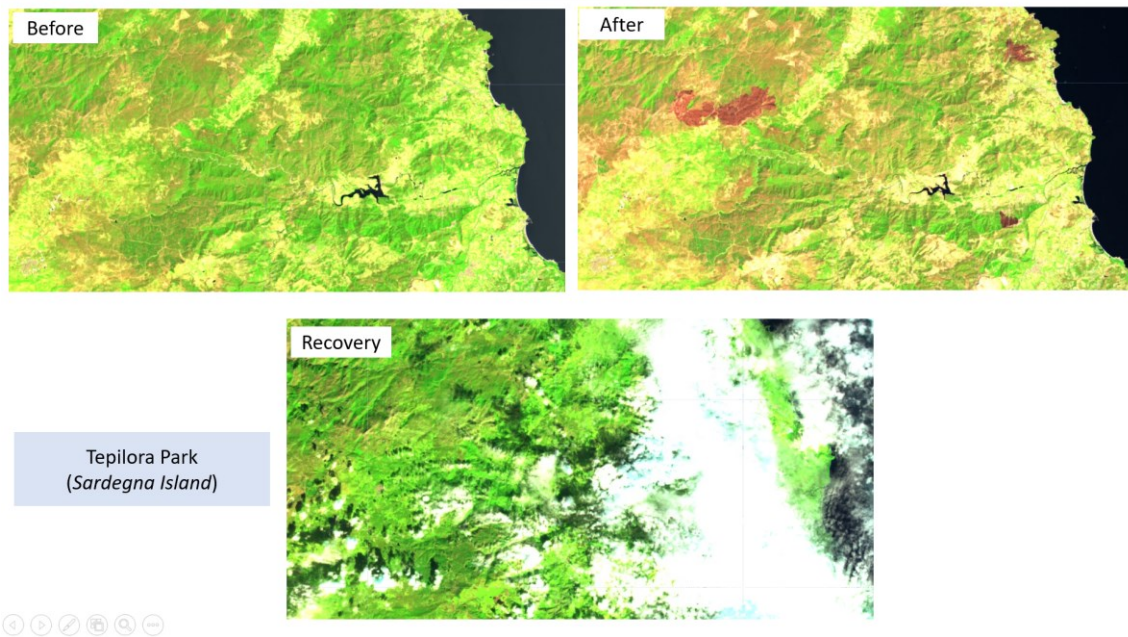 Before
After
Recovery
Tepilora Park
(Sardegna Island)